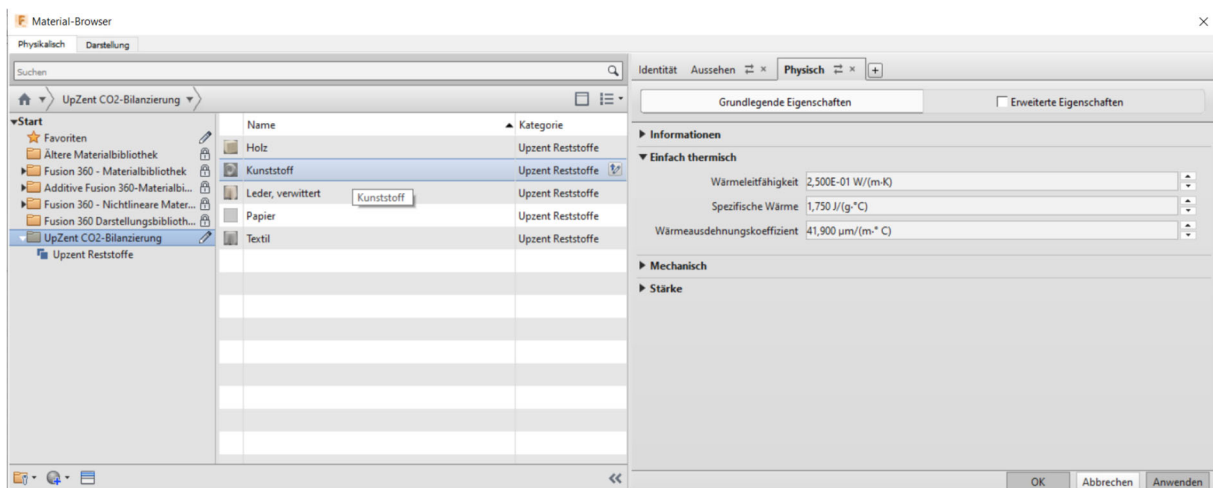 Material-Browser
Physikalisch Darstellung
Suchen
UpZent CO2-Bilanzierung
Start
Favoriten
Ältere Materialbibliothek
Fusion 360 - Materialbibliothek
Additive Fusion 360-Materialbi...
Fusion 360 - Nichtlineare Mater...
Fusion 360 Darstellungsbiblioth...
UpZent CO2-Bilanzierung
Upzent Reststoffe
Name Kategorie
Holz Upzent Reststoffe
Kunststoff Upzent Reststoffe
Leder, verwittert Upzent Reststoffe
Kunststoff
Papier Upzent Reststoffe
Textil Upzent Reststoffe
Identität Aussehen Physisch
Grundlegende Eigenschaften Erweiterte Eigenschaften
Informationen
Einfach thermisch
Wärmeleitfähigkeit 2,500E-01 W/(m·K)
Spezifische Wärme 1,750 J/(g·°C)
Wärmeausdehnungskoeffizient 41,900 µm/(m·° C)
Mechanisch
Stärke
OK Abbrechen Anwenden